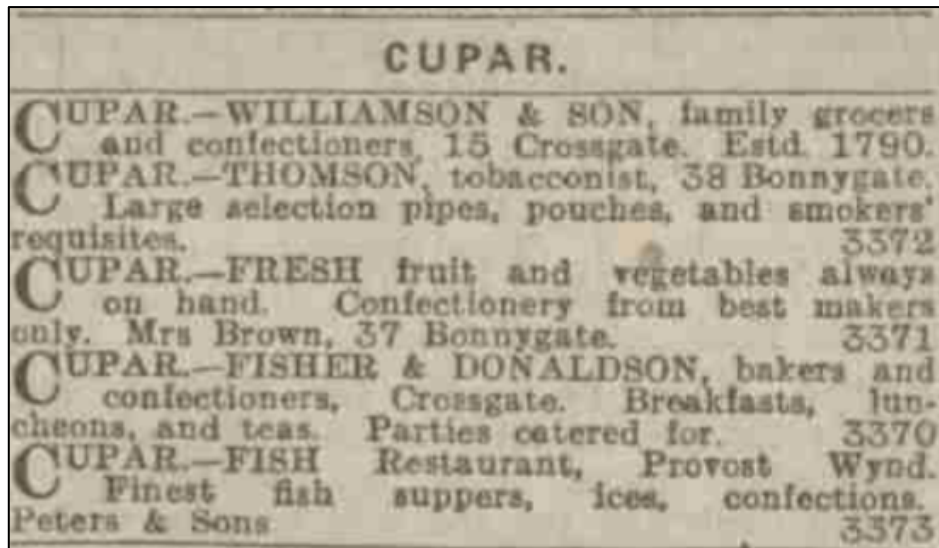 CUPAR.
CUPAR.—WILLIAMSON & SON, family grocers
and confectioners, 15 Crossgate. Estd. 1790.
CUPAR.—THOMSON, tobacconist, 38 Bonnygate.
Large selection pipes, pouches, and smokers'
requisites. 3372
CUPAR.—FRESH fruit and vegetables always
on hand. Confectionery from best makers
only. Mrs Brown, 37 Bonnygate. 3371
CUPAR.—FISHER & DONALDSON, bakers and
confectioners, Crossgate. Breakfasts, lun-
cheons, and teas. Parties catered for. 3370
CUPAR.—FISH Restaurant, Provost Wynd.
Finest fish suppers, ices, confections.
Peters & Sons 3373